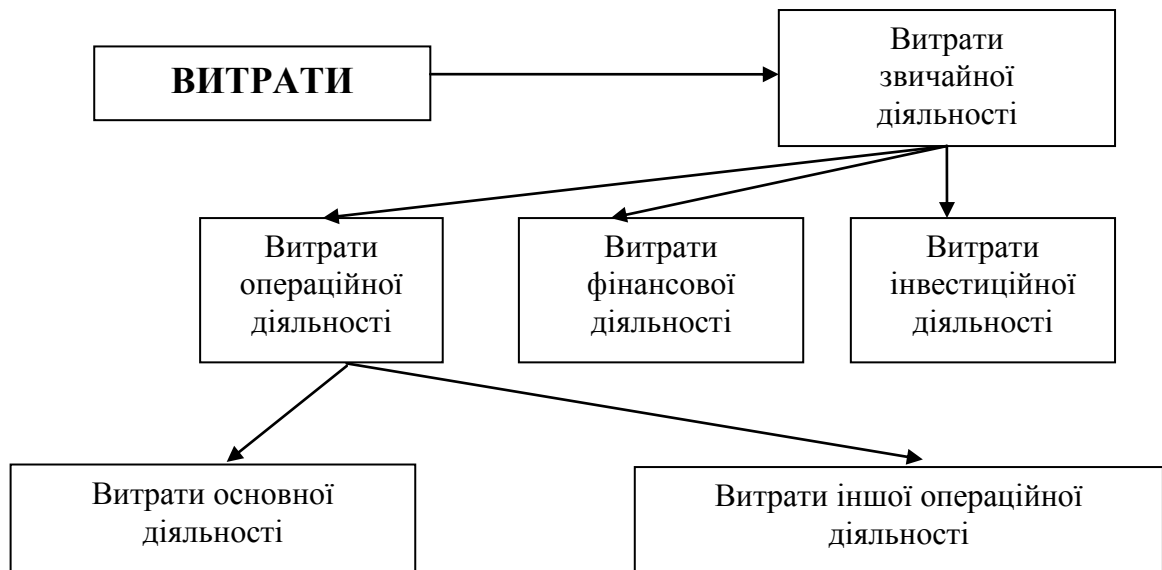 ВИТРАТИ
Витрати
звичайної
діяльності
Витрати
операційної
діяльності
Витрати
фінансової
діяльності
Витрати
інвестиційної
діяльності
Витрати основної
діяльності
Витрати іншої операційної
діяльності